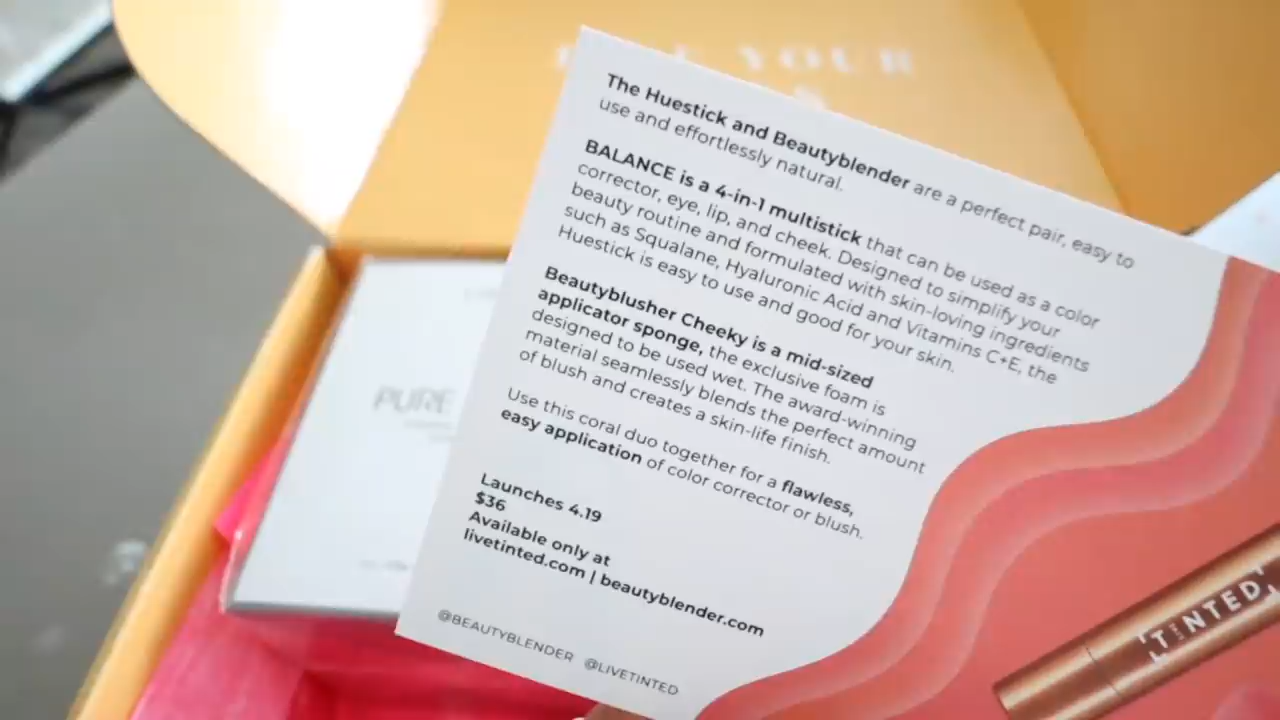 YOUR
The Huestick and Beautyblender are a perfect pair, easy to
use and effortlessly natural.
BALANCE is a 4-in-1 multistick that can be used as a color
corrector, eye, lip, and cheek. Designed to simplify your
beauty routine and formulated with skin-loving ingredients
such as Squalane, Hyaluronic Acid and Vitamins C+E, the
Huestick is easy to use and good for your skin.
Beautyblusher Cheeky is a mid-sized
applicator sponge, the exclusive foam is
designed to be used wet. The award-winning
material seamlessly blends the perfect amount
of blush and creates a skin-life finish.
Use this coral duo together for a flawless,
easy application of color corrector or blush.
Launches 4.19
$36
Available only at
livetinted.com | beautyblender.com
@BEAUTYBLENDER @LIVETINTED
PURE
TINTED